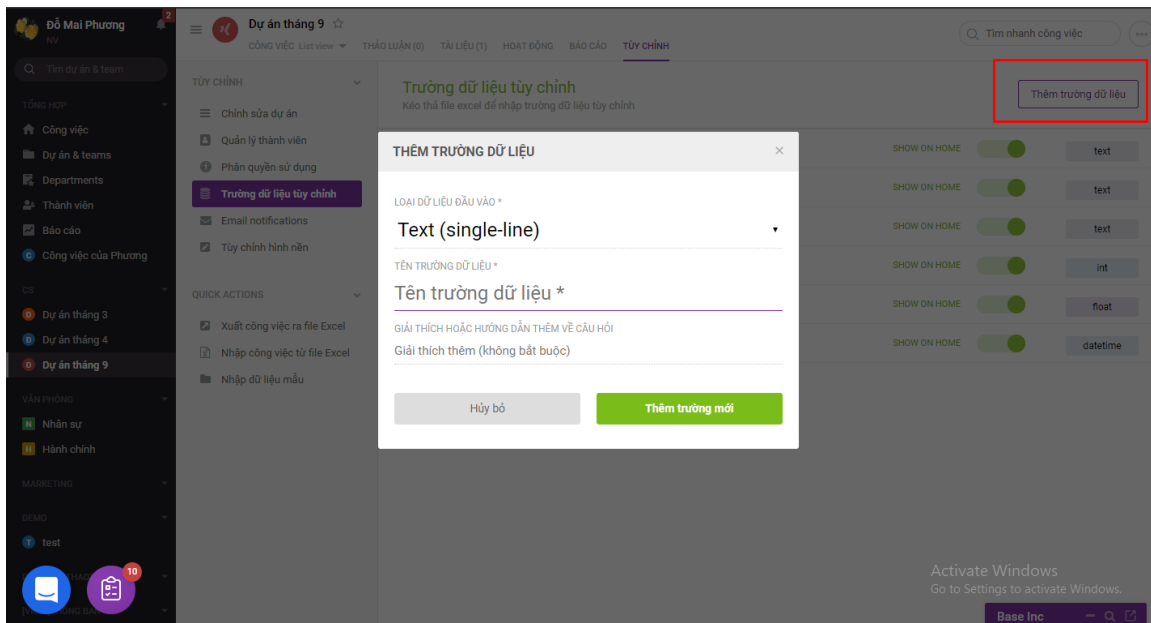 Đỗ Mai Phương
2
NV
Tìm dự án & team
TỔNG HỢP
Công việc
Dự án & teams
Departments
Thành viên
Báo cáo
C Công việc của Phương
CS
D Dự án tháng 3
D Dự án tháng 4
D Dự án tháng 9
VĂN PHÒNG
N Nhân sự
H Hành chính
MARKETING
DEMO
T test
10
Dự án tháng 9
CÔNG VIỆC List view THẢO LUẬN (0) TÀI LIỆU (1) HOẠT ĐỘNG BÁO CÁO TÙY CHỈNH
Tìm nhanh công việc
TÙY CHỈNH
Chỉnh sửa dự án
Quản lý thành viên
Phân quyền sử dụng
Trường dữ liệu tùy chỉnh
Email notifications
Tùy chỉnh hình nền
QUICK ACTIONS
Xuất công việc ra file Excel
Nhập công việc từ file Excel
Nhập dữ liệu mẫu
Trường dữ liệu tùy chỉnh
Kéo thả file excel để nhập trường dữ liệu tùy chỉnh
Thêm trường dữ liệu
SHOW ON HOME text
SHOW ON HOME text
SHOW ON HOME text
SHOW ON HOME int
SHOW ON HOME float
SHOW ON HOME datetime
THÊM TRƯỜNG DỮ LIỆU ×
LOẠI DỮ LIỆU ĐẦU VÀO *
Text (single-line)
TÊN TRƯỜNG DỮ LIỆU *
Tên trường dữ liệu *
GIẢI THÍCH HOẶC HƯỚNG DẪN THÊM VỀ CÂU HỎI
Giải thích thêm (không bắt buộc)
Hủy bỏ Thêm trường mới
Activate Windows
Go to Settings to activate Windows.
Base Inc